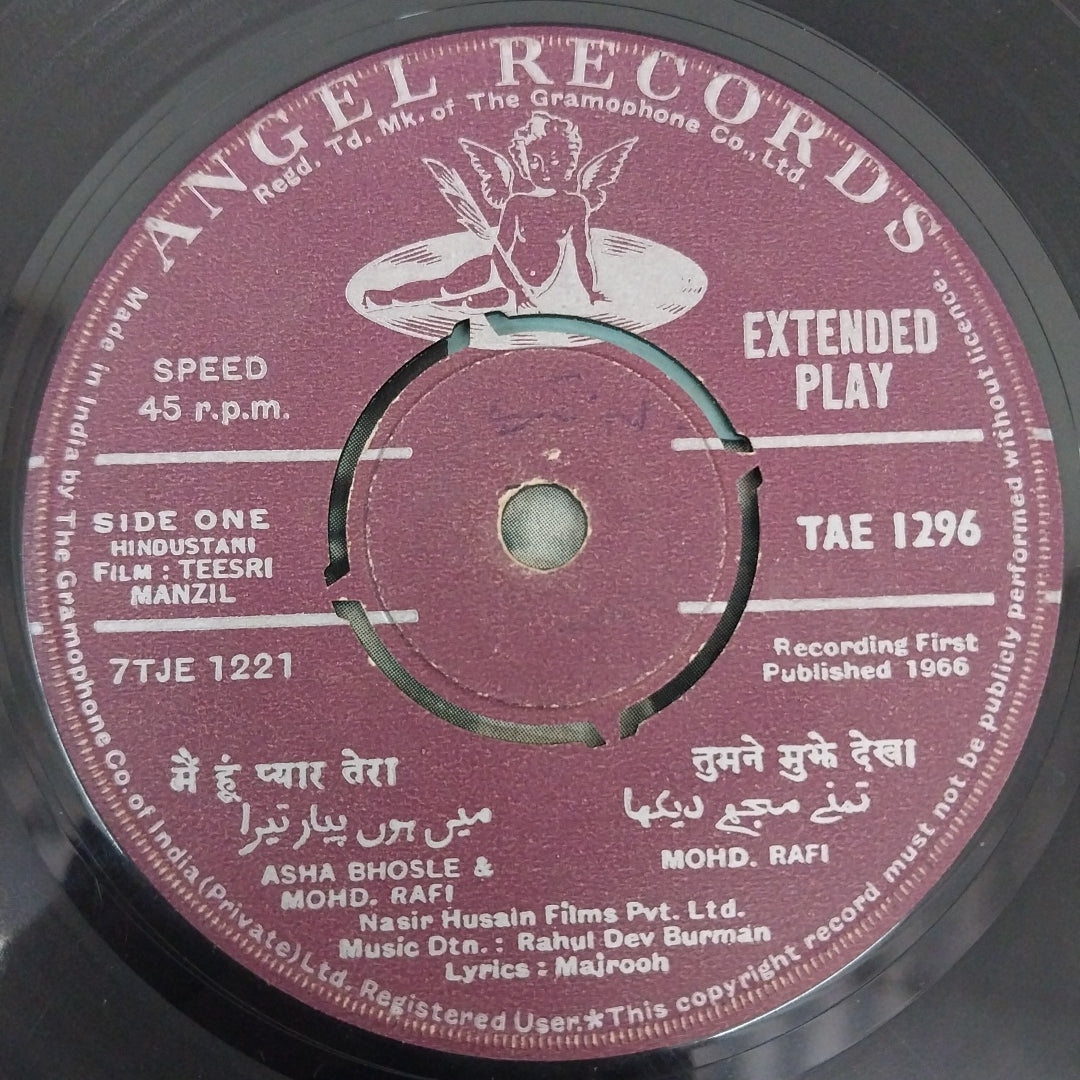 ANGEL RECORDS
Regd. Td. Mk. of The Gramophone Co., Ltd.
SPEED
45 r.p.m.
EXTENDED
PLAY
SIDE ONE
HINDUSTANI
FILM : TEESRI
MANZIL
TAE 1296
7TJE 1221
Recording First
Published 1966
मैं हूं प्यार तेरा
میں ہوں پیار تیرا
ASHA BHOSLE &
MOHD. RAFI
तुमने मुझे देखा
تمنے مجھے دیکھا
MOHD. RAFI
Nasir Husain Films Pvt. Ltd.
Music Dtn. : Rahul Dev Burman
Lyrics : Majrooh
Made in India by The Gramophone Co. of India (Private) Ltd. Registered User.*This copyright record must not be publicly performed without licence.